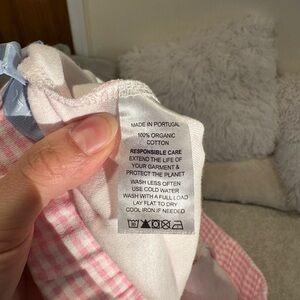 MADE IN PORTUGAL
100% ORGANIC
COTTON
RESPONSIBLE CARE
EXTEND THE LIFE OF
YOUR GARMENT &
PROTECT THE PLANET
WASH LESS OFTEN
USE COLD WATER
WASH WITH A FULL LOAD
LAY FLAT TO DRY
COOL IRON IF NEEDED